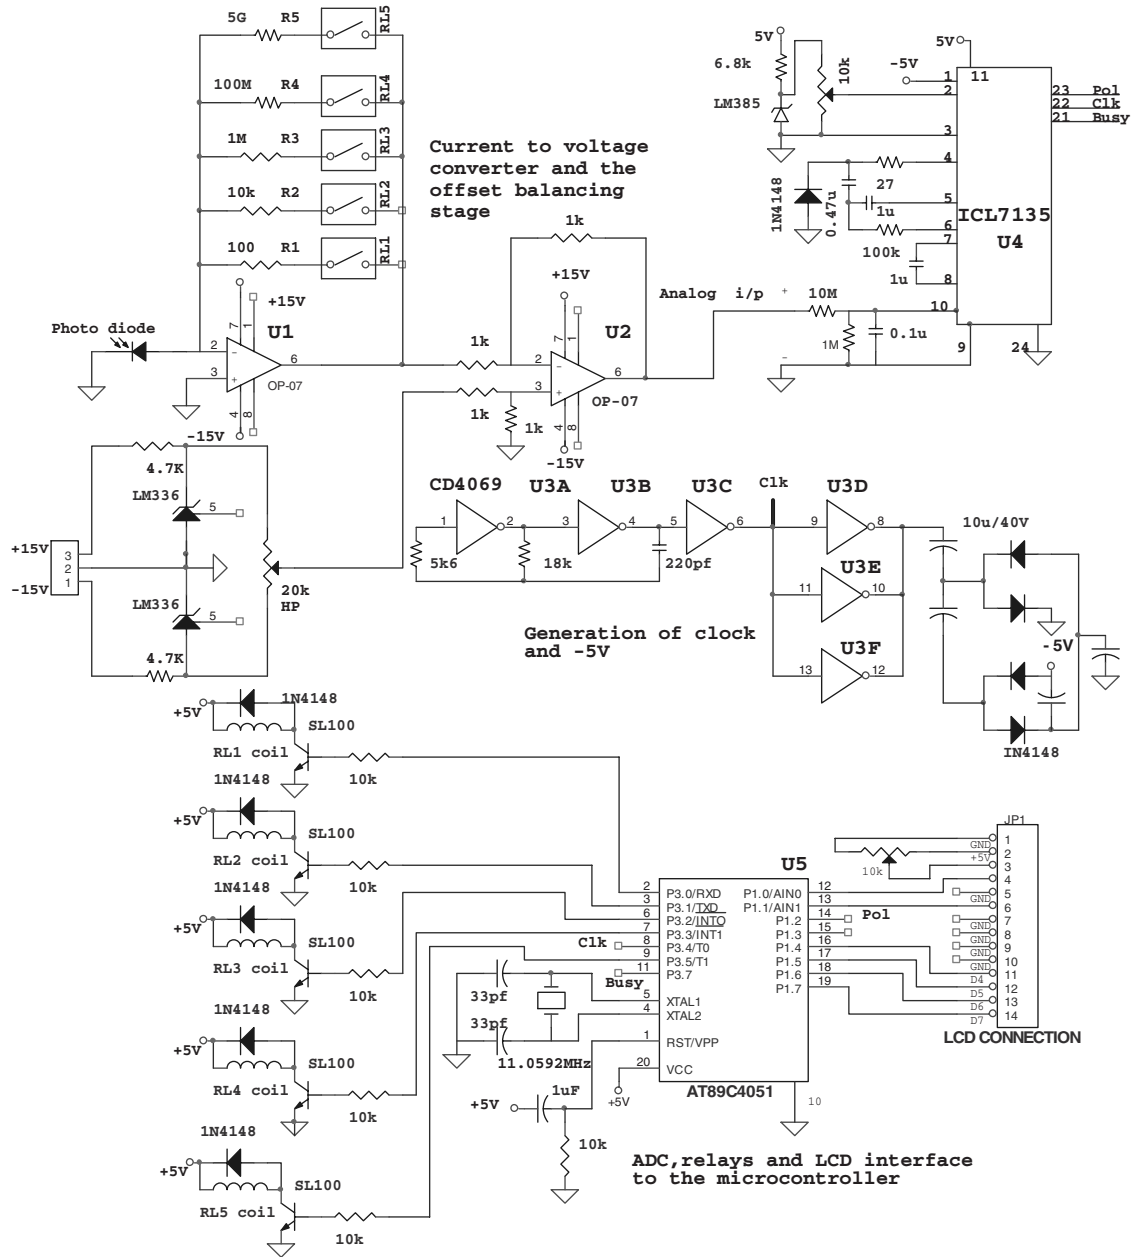 5G R5 RL5
100M R4 RL4
1M R3 RL3
10k R2 RL2
100 R1 RL1
Current to voltage
converter and the
offset balancing
stage
Photo diode
+15V
U1
7 1
2
3
6
4 8
−
+
OP-07
-15V
1k
1k
1k
1k
+15V
U2
7 1
2
3
6
4 8
−
+
OP-07
-15V
5V
6.8k
LM385
10k
5V
-5V
1
2
3
4
5
6
7
8
10
9
24
11
23 Pol
22 Clk
21 Busy
ICL7135
U4
1N4148
0.47u
27
1u
100k
1u
Analog i/p
+
−
10M
1M
0.1u
4.7K
LM336
5
+15V
-15V
3
2
1
LM336
5
4.7K
20k
HP
CD4069
U3A
U3B
U3C
Clk
U3D
1 2
3 4
5 6
9 8
5k6
18k
220pf
11 10
U3E
13 12
U3F
Generation of clock
and -5V
10u/40V
-5V
IN4148
1N4148
+5V
SL100
RL1 coil
10k
1N4148
+5V
SL100
RL2 coil
10k
1N4148
+5V
SL100
RL3 coil
10k
1N4148
+5V
SL100
RL4 coil
10k
1N4148
+5V
SL100
RL5 coil
10k
U5
2 P3.0/RXD
3 P3.1/TXD
6 P3.2/INTO
7 P3.3/INT1
Clk 8 P3.4/T0
9 P3.5/T1
Busy 11 P3.7
5 XTAL1
4 XTAL2
1 RST/VPP
20 VCC
P1.0/AIN0 12
P1.1/AIN1 13
P1.2 14 Pol
P1.3 15
P1.4 16
P1.5 17
P1.6 18
P1.7 19
AT89C4051
10
33pf
33pf
11.0592MHz
+5V
1uF
+5V
10k
JP1
10k
GND 1
+5V 2
3
4
GND 5
6
GND 7
GND 8
GND 9
GND 10
D4 11
D5 12
D6 13
D7 14
LCD CONNECTION
ADC,relays and LCD interface
to the microcontroller